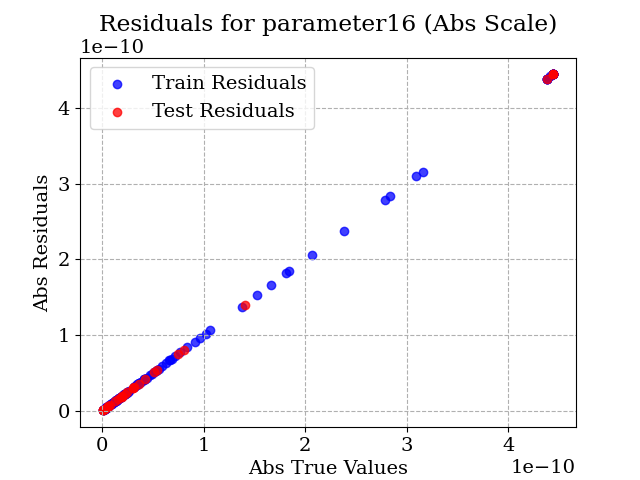 Residuals for parameter16 (Abs Scale)
1e−10
Train Residuals
Test Residuals
4
3
2
1
0
Abs Residuals
0 1 2 3 4
Abs True Values
1e−10